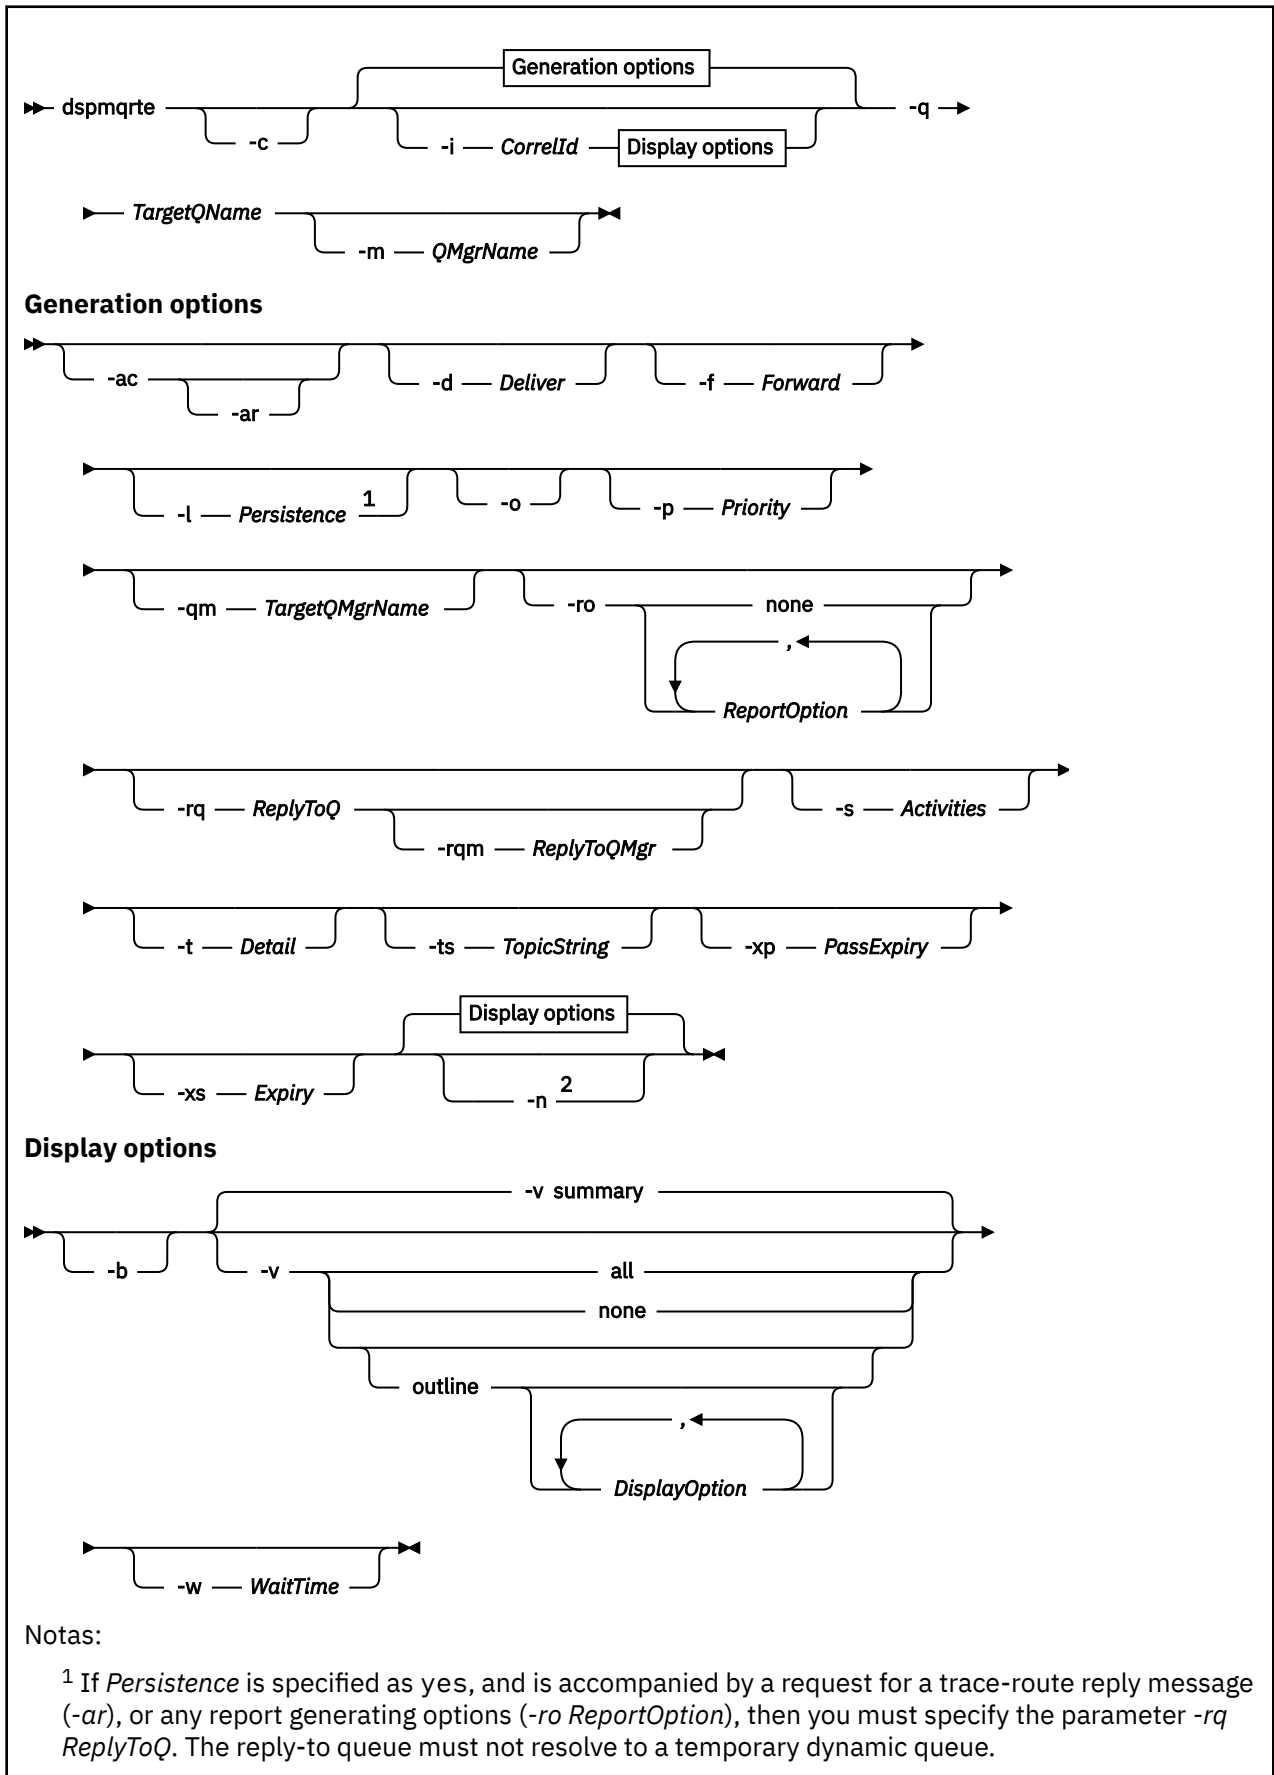 Generation options
dspmqrte -q
-c -i CorrelId Display options
TargetQName
-m QMgrName
Generation options
-ac -d Deliver -f Forward
-ar
-l Persistence 1 -o -p Priority
-qm TargetQMgrName -ro none
,
ReportOption
-rq ReplyToQ -s Activities
-rqm ReplyToQMgr
-t Detail -ts TopicString -xp PassExpiry
Display options
-xs Expiry -n 2
Display options
-v summary
-b -v all
none
outline
,
DisplayOption
-w WaitTime
Notas:
1 If Persistence is specified as yes, and is accompanied by a request for a trace-route reply message
(-ar), or any report generating options (-ro ReportOption), then you must specify the parameter -rq
ReplyToQ. The reply-to queue must not resolve to a temporary dynamic queue.